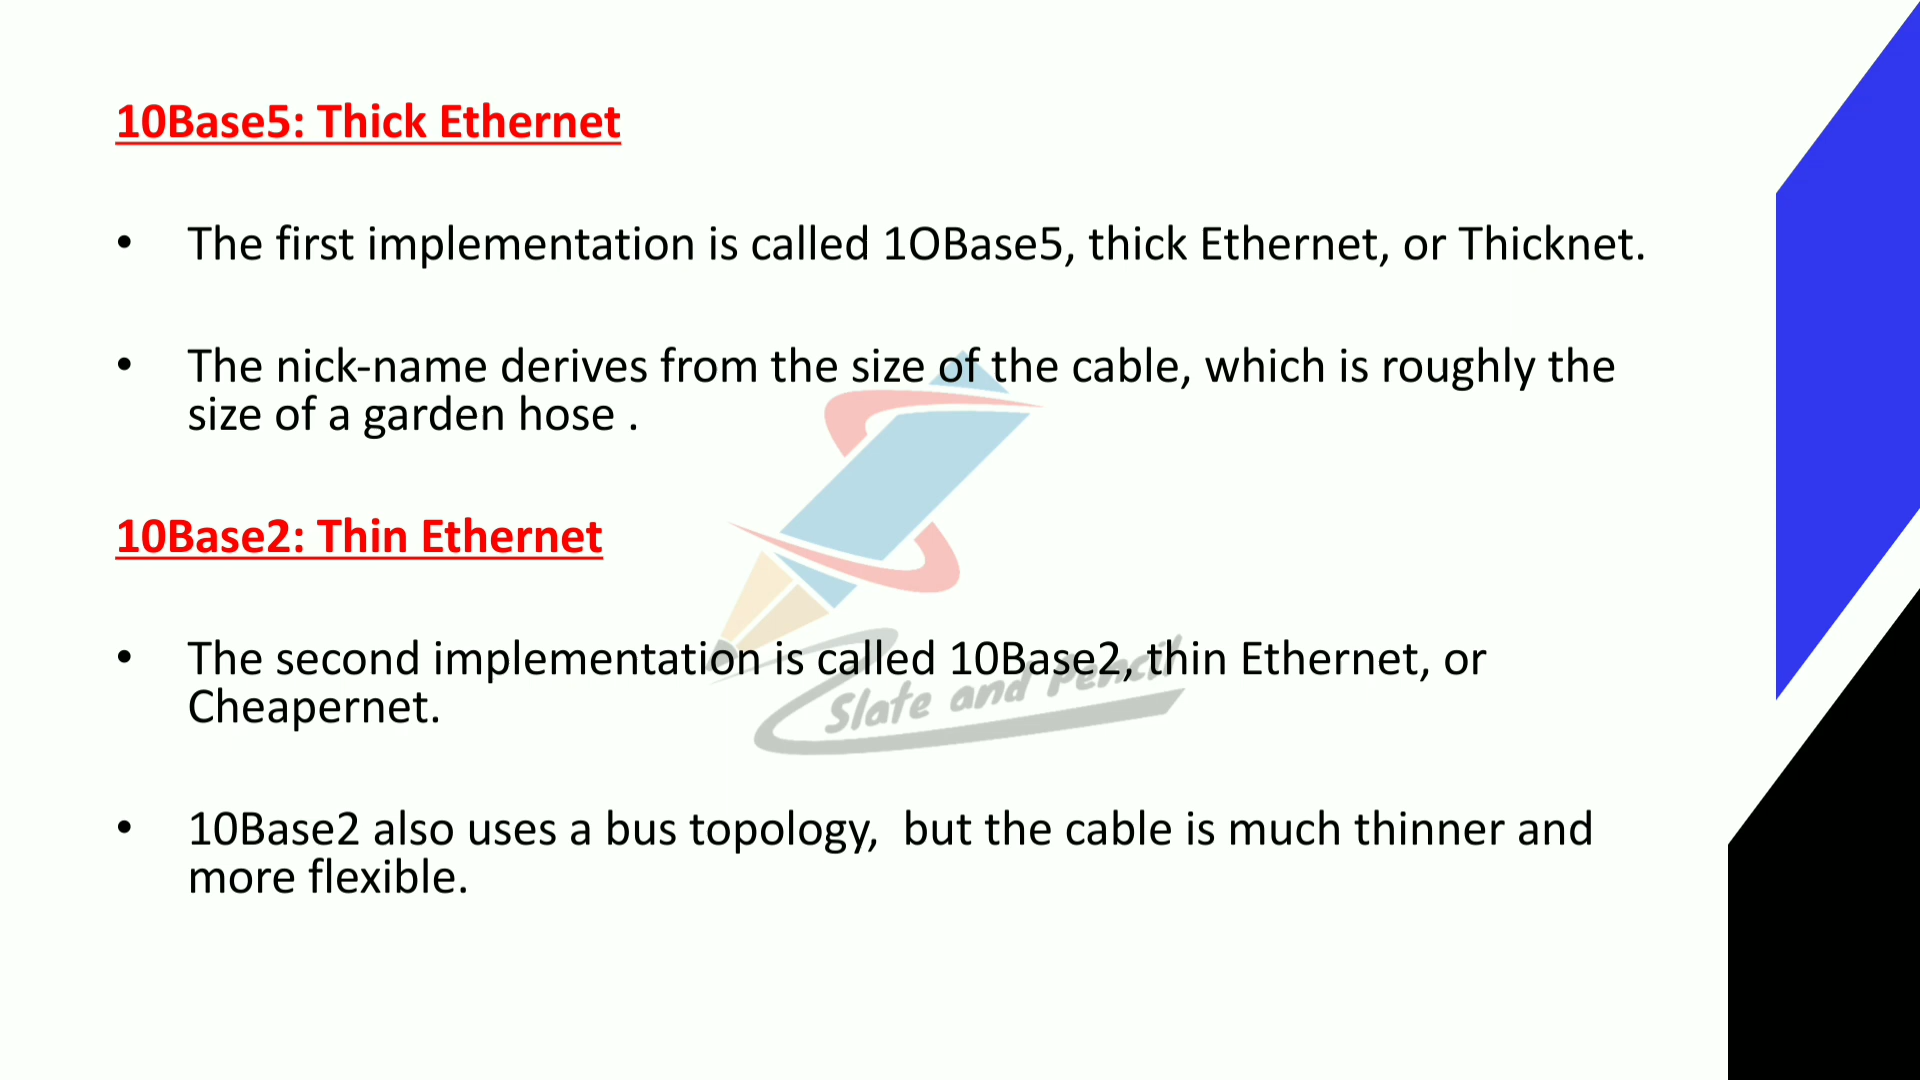 10Base5: Thick Ethernet
• The first implementation is called 1OBase5, thick Ethernet, or Thicknet.
• The nick-name derives from the size of the cable, which is roughly the
size of a garden hose .
10Base2: Thin Ethernet
• The second implementation is called 10Base2, thin Ethernet, or
Cheapernet.
Slate and Pencil
• 10Base2 also uses a bus topology,  but the cable is much thinner and
more flexible.